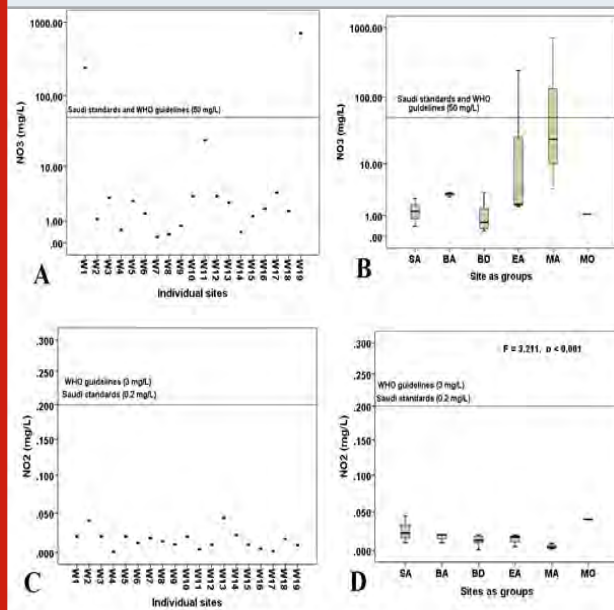 1000.00
100.00
10.00
1.00
.00
NO3 (mg/L)
Saudi standards and WHO guidelines (50 mg/L)
A
W1 W2 W3 W4 W5 W6 W7 W8 W9 W10 W11 W12 W13 W14 W15 W16 W17 W18 W19
Individual sites
1000.00
100.00
10.00
1.00
.00
NO3 (mg/L)
Saudi standards and WHO
guidelines (50 mg/L)
B
SA BA BD EA MA MO
Site as groups
.300
.250
.200
.150
.100
.050
.000
NO2 (mg/L)
WHO guidelines (3 mg/L)
Saudi standards (0.2 mg/L)
C
W1 W2 W3 W4 W5 W6 W7 W8 W9 W10 W11 W12 W13 W14 W15 W16 W17 W18 W19
Individual sites
.300
.250
.200
.150
.100
.050
.000
NO2 (mg/L)
F = 3.211, p < 0.001
WHO guidelines (3 mg/L)
Saudi standards (0.2 mg/L)
D
SA BA BD EA MA MO
Sites as groups